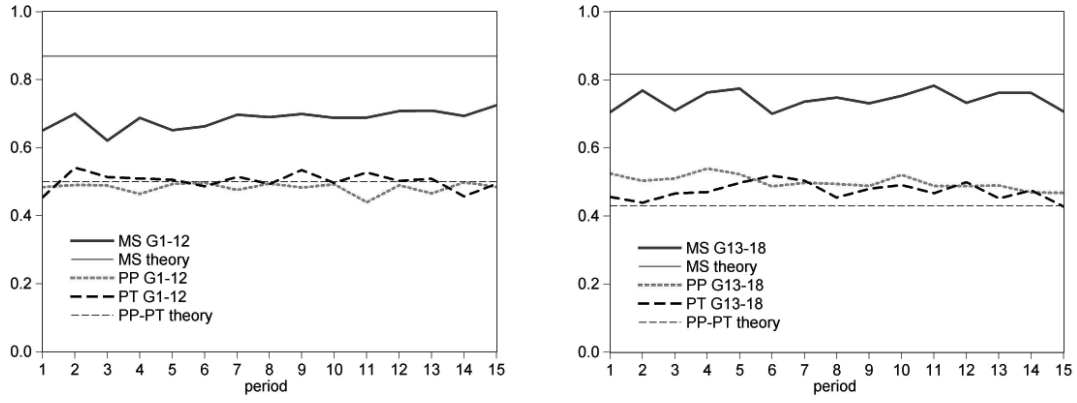 1.0
0.8
0.6
0.4
0.2
0.0
MS G1-12
MS theory
PP G1-12
PT G1-12
PP-PT theory
1 2 3 4 5 6 7 8 9 10 11 12 13 14 15
period
1.0
0.8
0.6
0.4
0.2
0.0
MS G13-18
MS theory
PP G13-18
PT G13-18
PP-PT theory
1 2 3 4 5 6 7 8 9 10 11 12 13 14 15
period